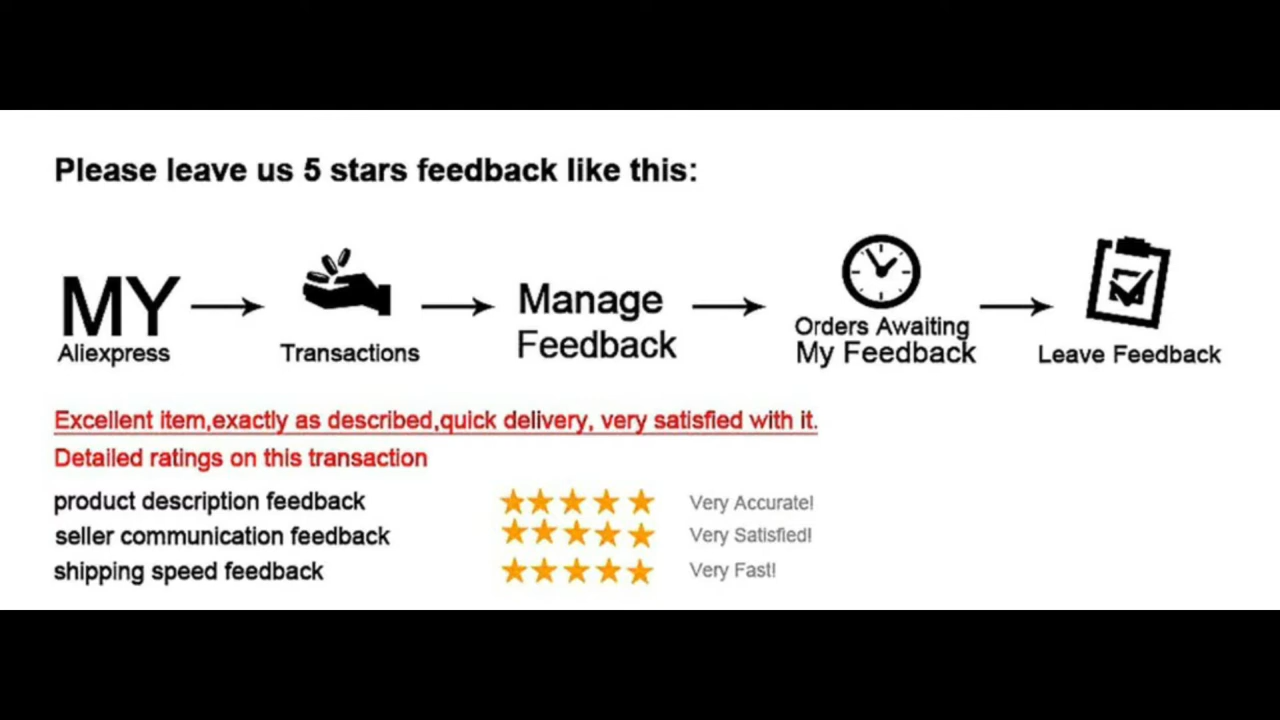 Please leave us 5 stars feedback like this:
MY
Aliexpress
Transactions
Manage
Feedback
Orders Awaiting
My Feedback
Leave Feedback
Excellent item,exactly as described,quick delivery, very satisfied with it.
Detailed ratings on this transaction
product description feedback Very Accurate!
seller communication feedback Very Satisfied!
shipping speed feedback Very Fast!